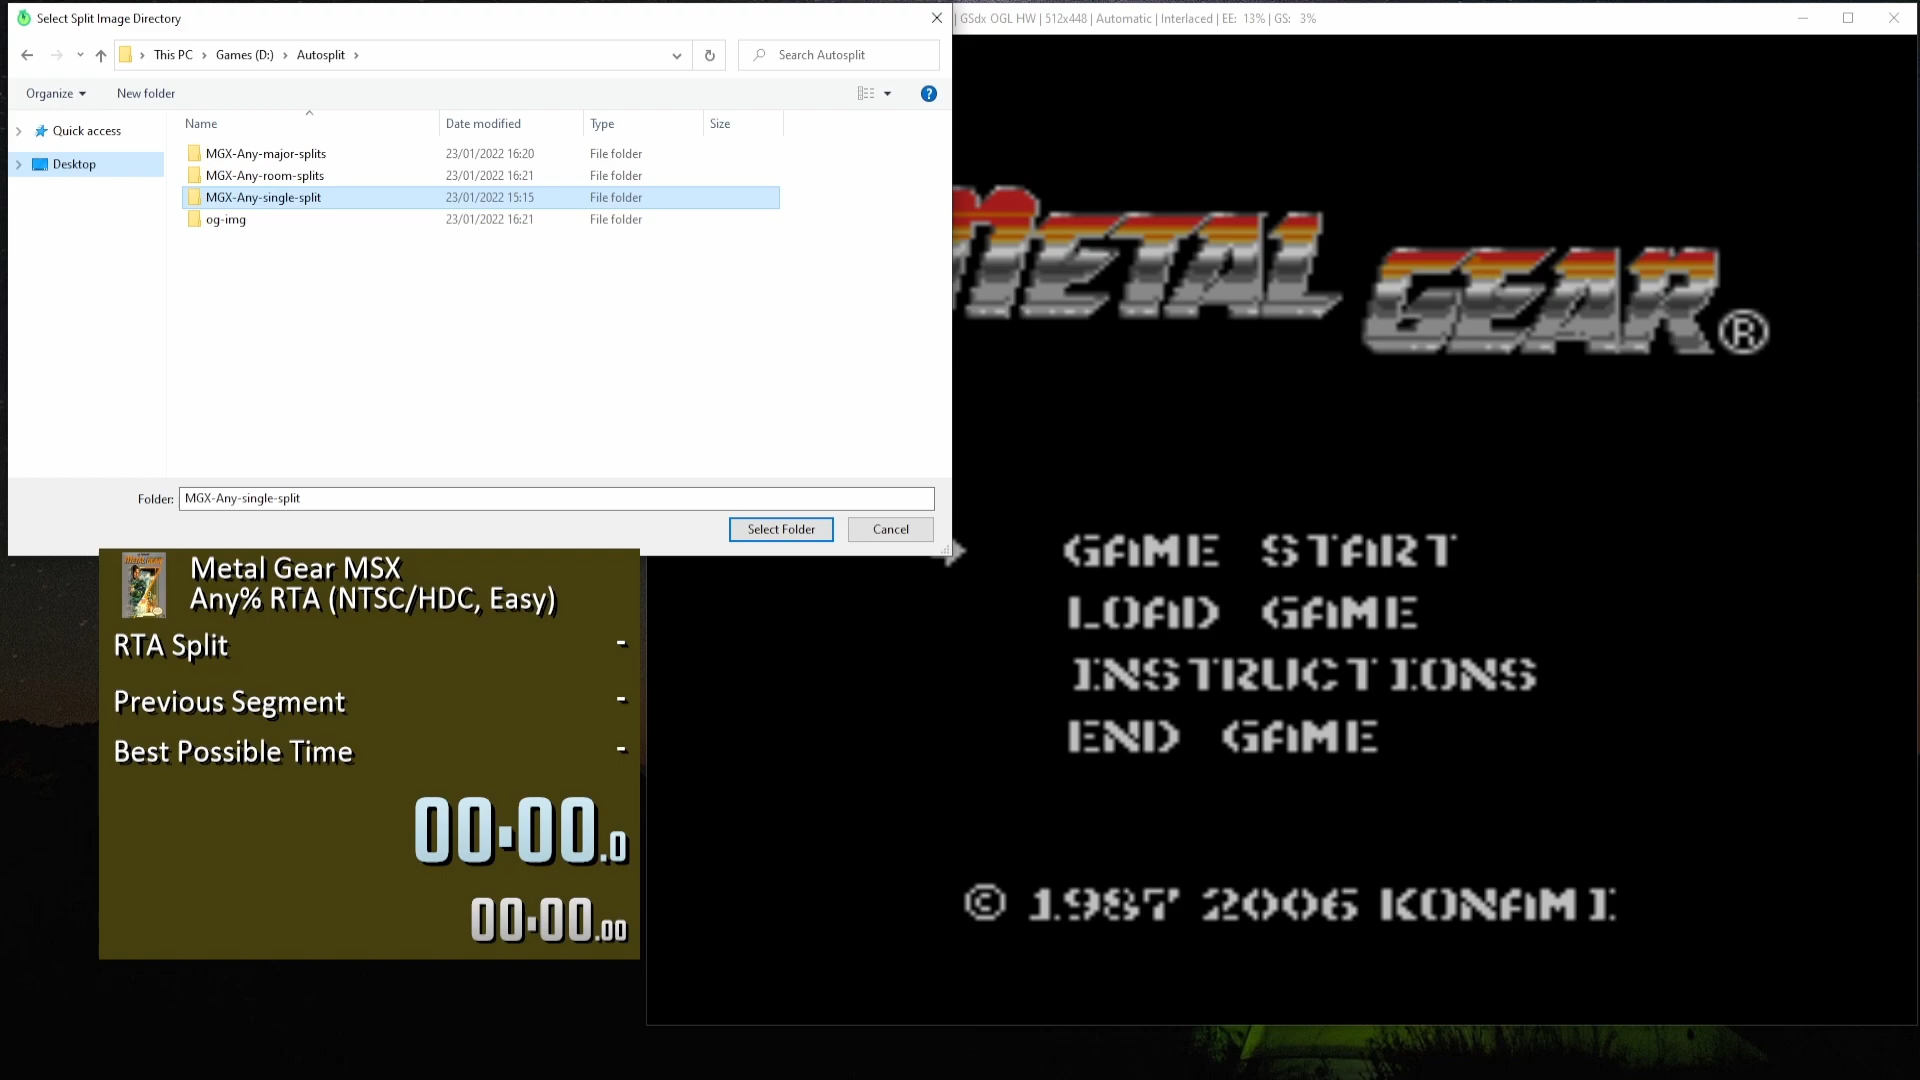 Select Split Image Directory
| GSdx OGL HW | 512x448 | Automatic | Interlaced | EE: 13% | GS: 3%
This PC > Games (D:) > Autosplit >
Search Autosplit
Organize
New folder
Quick access
Desktop
Name Date modified Type Size
MGX-Any-major-splits 23/01/2022 16:20 File folder
MGX-Any-room-splits 23/01/2022 16:21 File folder
MGX-Any-single-split 23/01/2022 15:15 File folder
og-img 23/01/2022 16:21 File folder
Folder: MGX-Any-single-split
Select Folder Cancel
METAL GEAR ®
GAME START
LOAD GAME
INSTRUCTIONS
END GAME
© 1987 2006 KONAMI
Metal Gear MSX
Any% RTA (NTSC/HDC, Easy)
RTA Split -
Previous Segment -
Best Possible Time -
00:00.0
00:00.00